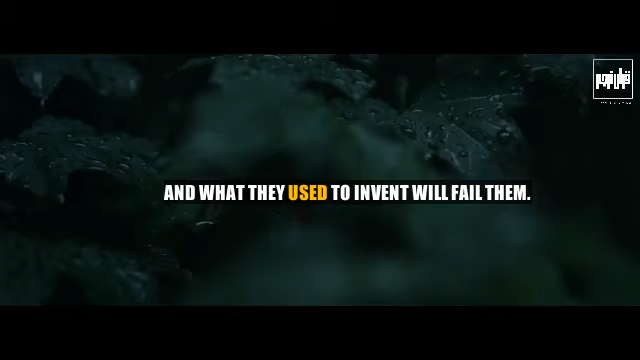 AND WHAT THEY USED TO INVENT WILL FAIL THEM.